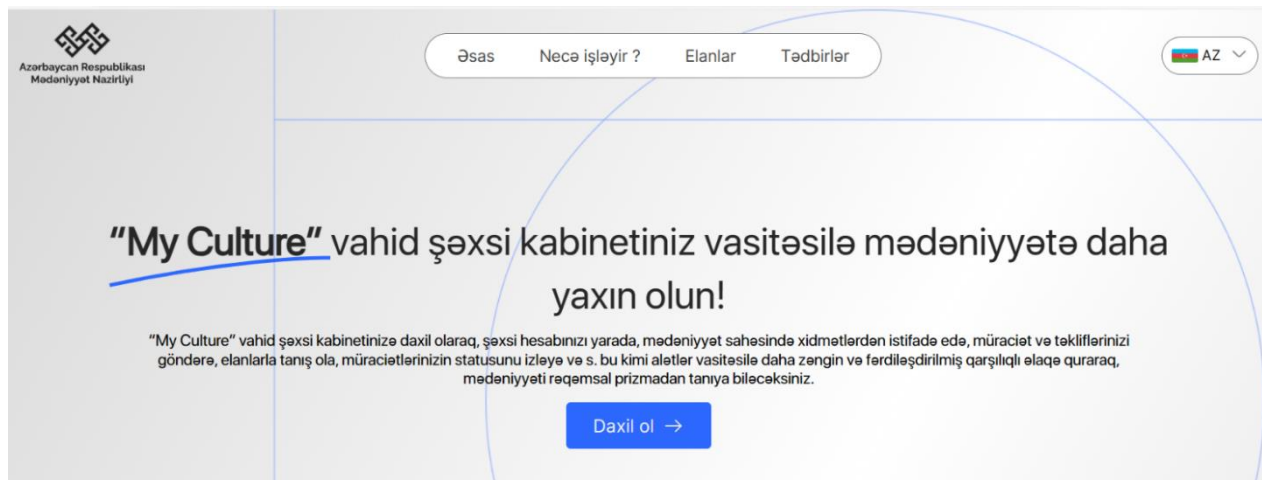 Azərbaycan Respublikası
Mədəniyyət Nazirliyi
Əsas Necə işləyir ? Elanlar Tədbirlər
AZ
“My Culture” vahid şəxsi kabinetiniz vasitəsilə mədəniyyətə daha
yaxın olun!
“My Culture” vahid şəxsi kabinetinizə daxil olaraq, şəxsi hesabınızı yarada, mədəniyyət sahəsində xidmətlərdən istifadə edə, müraciət və təkliflərinizi
göndərə, elanlarla tanış ola, müraciətlərinizin statusunu izləyə və s. bu kimi alətlər vasitəsilə daha zəngin və fərdiləşdirilmiş qarşılıqlı əlaqə quraraq,
mədəniyyəti rəqəmsal prizmadan tanıya biləcəksiniz.
Daxil ol →